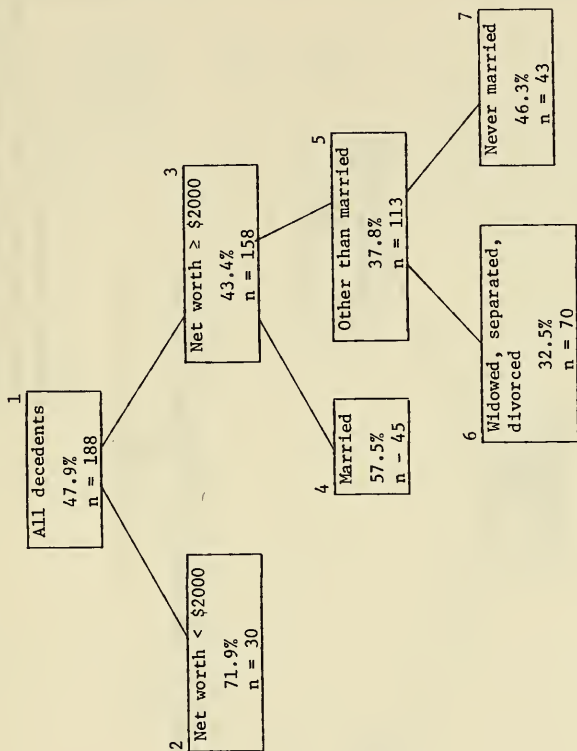 1
All decedents
47.9%
n = 188
2
Net worth < $2000
71.9%
n = 30
3
Net worth ≥ $2000
43.4%
n = 158
4
Married
57.5%
n - 45
5
Other than married
37.8%
n = 113
6
Widowed, separated,
divorced
32.5%
n = 70
7
Never married
46.3%
n = 43